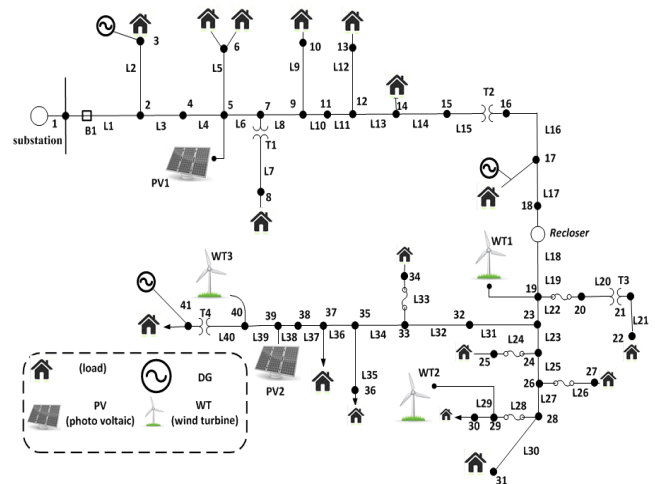 3
L2
6
L5
10
L9
13
L12
14
substation
1
B1
L1
2
L3
4
L4
5
L6
7
L8
9
L10
11
L11
12
L13
L14
15
L15
T2
16
L16
PV1
T1
L7
8
17
L17
18
Recloser
L18
WT1
L19
19
L22
20
L20
T3
21
L21
22
WT3
41
T4
L40
40
L39
39
L38
38
L37
37
L36
35
L34
33
L33
34
L32
32
L31
23
L23
L24
25
24
L25
26
L26
27
L27
28
L28
29
L29
30
WT2
L30
31
PV2
L35
36
(load)
DG
PV
(photo voltaic)
WT
(wind turbine)